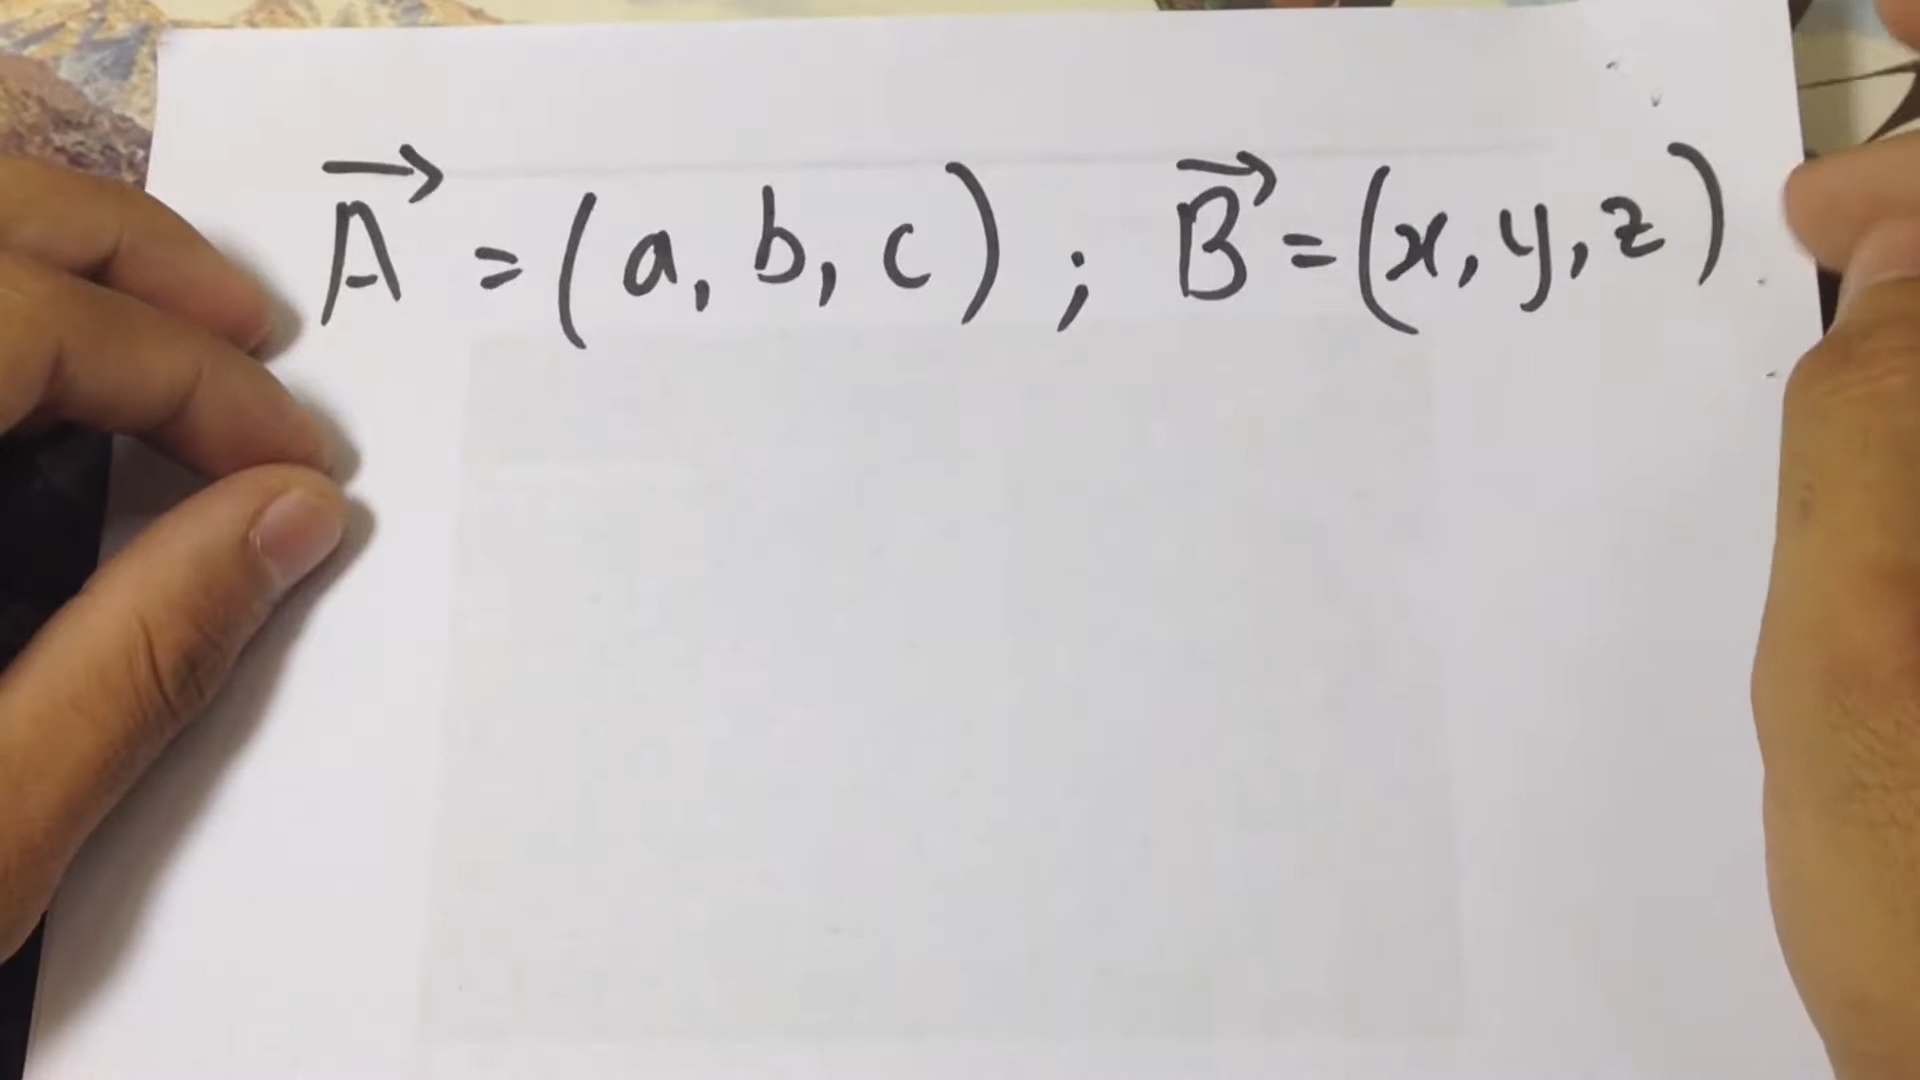 A⃗ = (a, b, c) ; B⃗ = (x, y, z)